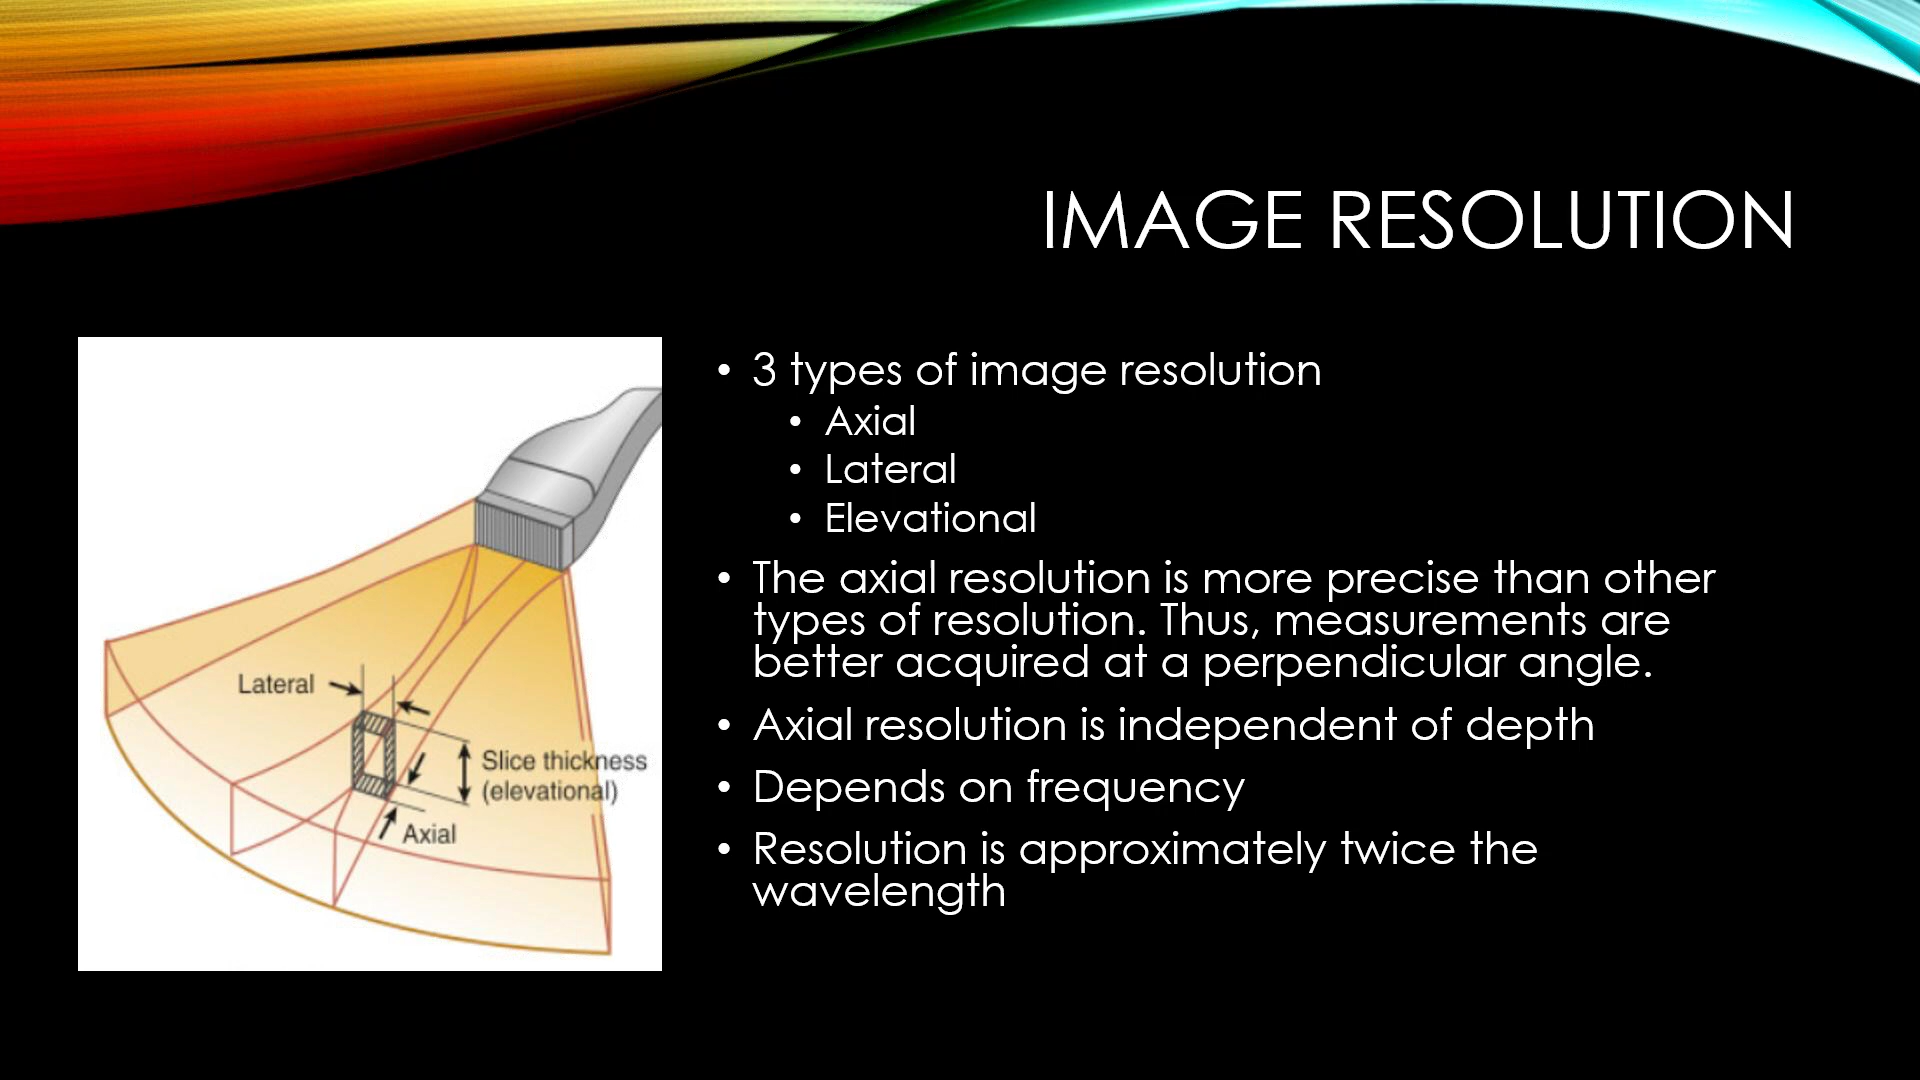 IMAGE RESOLUTION
• 3 types of image resolution
• Axial
• Lateral
• Elevational
• The axial resolution is more precise than other
types of resolution. Thus, measurements are
better acquired at a perpendicular angle.
• Axial resolution is independent of depth
• Depends on frequency
• Resolution is approximately twice the
wavelength
Lateral
Slice thickness
(elevational)
Axial